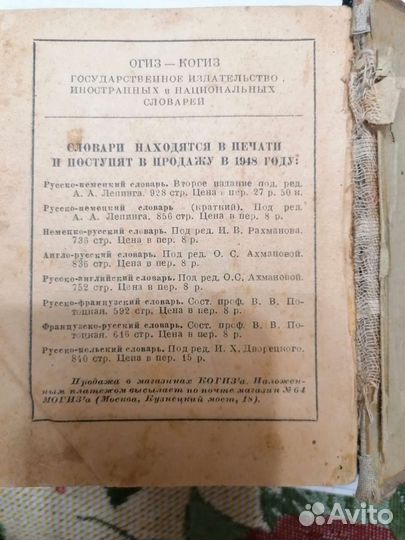 ОГИЗ — КОГИЗ
ГОСУДАРСТВЕННОЕ ИЗДАТЕЛЬСТВО
ИНОСТРАННЫХ и НАЦИОНАЛЬНЫХ
СЛОВАРЕЙ
СЛОВАРИ НАХОДЯТСЯ В ПЕЧАТИ
И ПОСТУПЯТ В ПРОДАЖУ В 1948 ГОДУ:
Русско-немецкий словарь. Второе издание под. ред.
А. А. Лепинга. 928 стр. Цена в пер. 27 р. 50 к.
Русско-немецкий словарь (краткий). Под ред.
А. А. Лепинга, 856 стр. Цена в пер. 8 р.
Немецко-русский словарь. Под ред. И. В. Рахманова.
736 стр. Цена в пер. 8 р.
Англо-русский словарь. Под ред. О. С. Ахмановой.
836 стр. Цена в пер. 8 р.
Русско-английский словарь. Под ред. О.С. Ахмановой.
752 стр. Цена в пер. 8 р.
Русско-французский словарь. Сост. проф. В. В. По-
тоцкая. 592 стр. Цена в пер. 8 р.
Французско-русский словарь. Сост. проф. В. В. По-
тоцкая. 646 стр. Цена в пер. 8 р.
Русско-польский словарь. Под ред. И. Х. Дворецкого.
840 стр. Цена в пер. 15 р.
Продажа в магазинах КОГИЗ'а. Наложен-
ным платежом высылает по почте магазин № 64
МОГИЗ'а (Москва, Кузнецкий мост, 18).
Avito